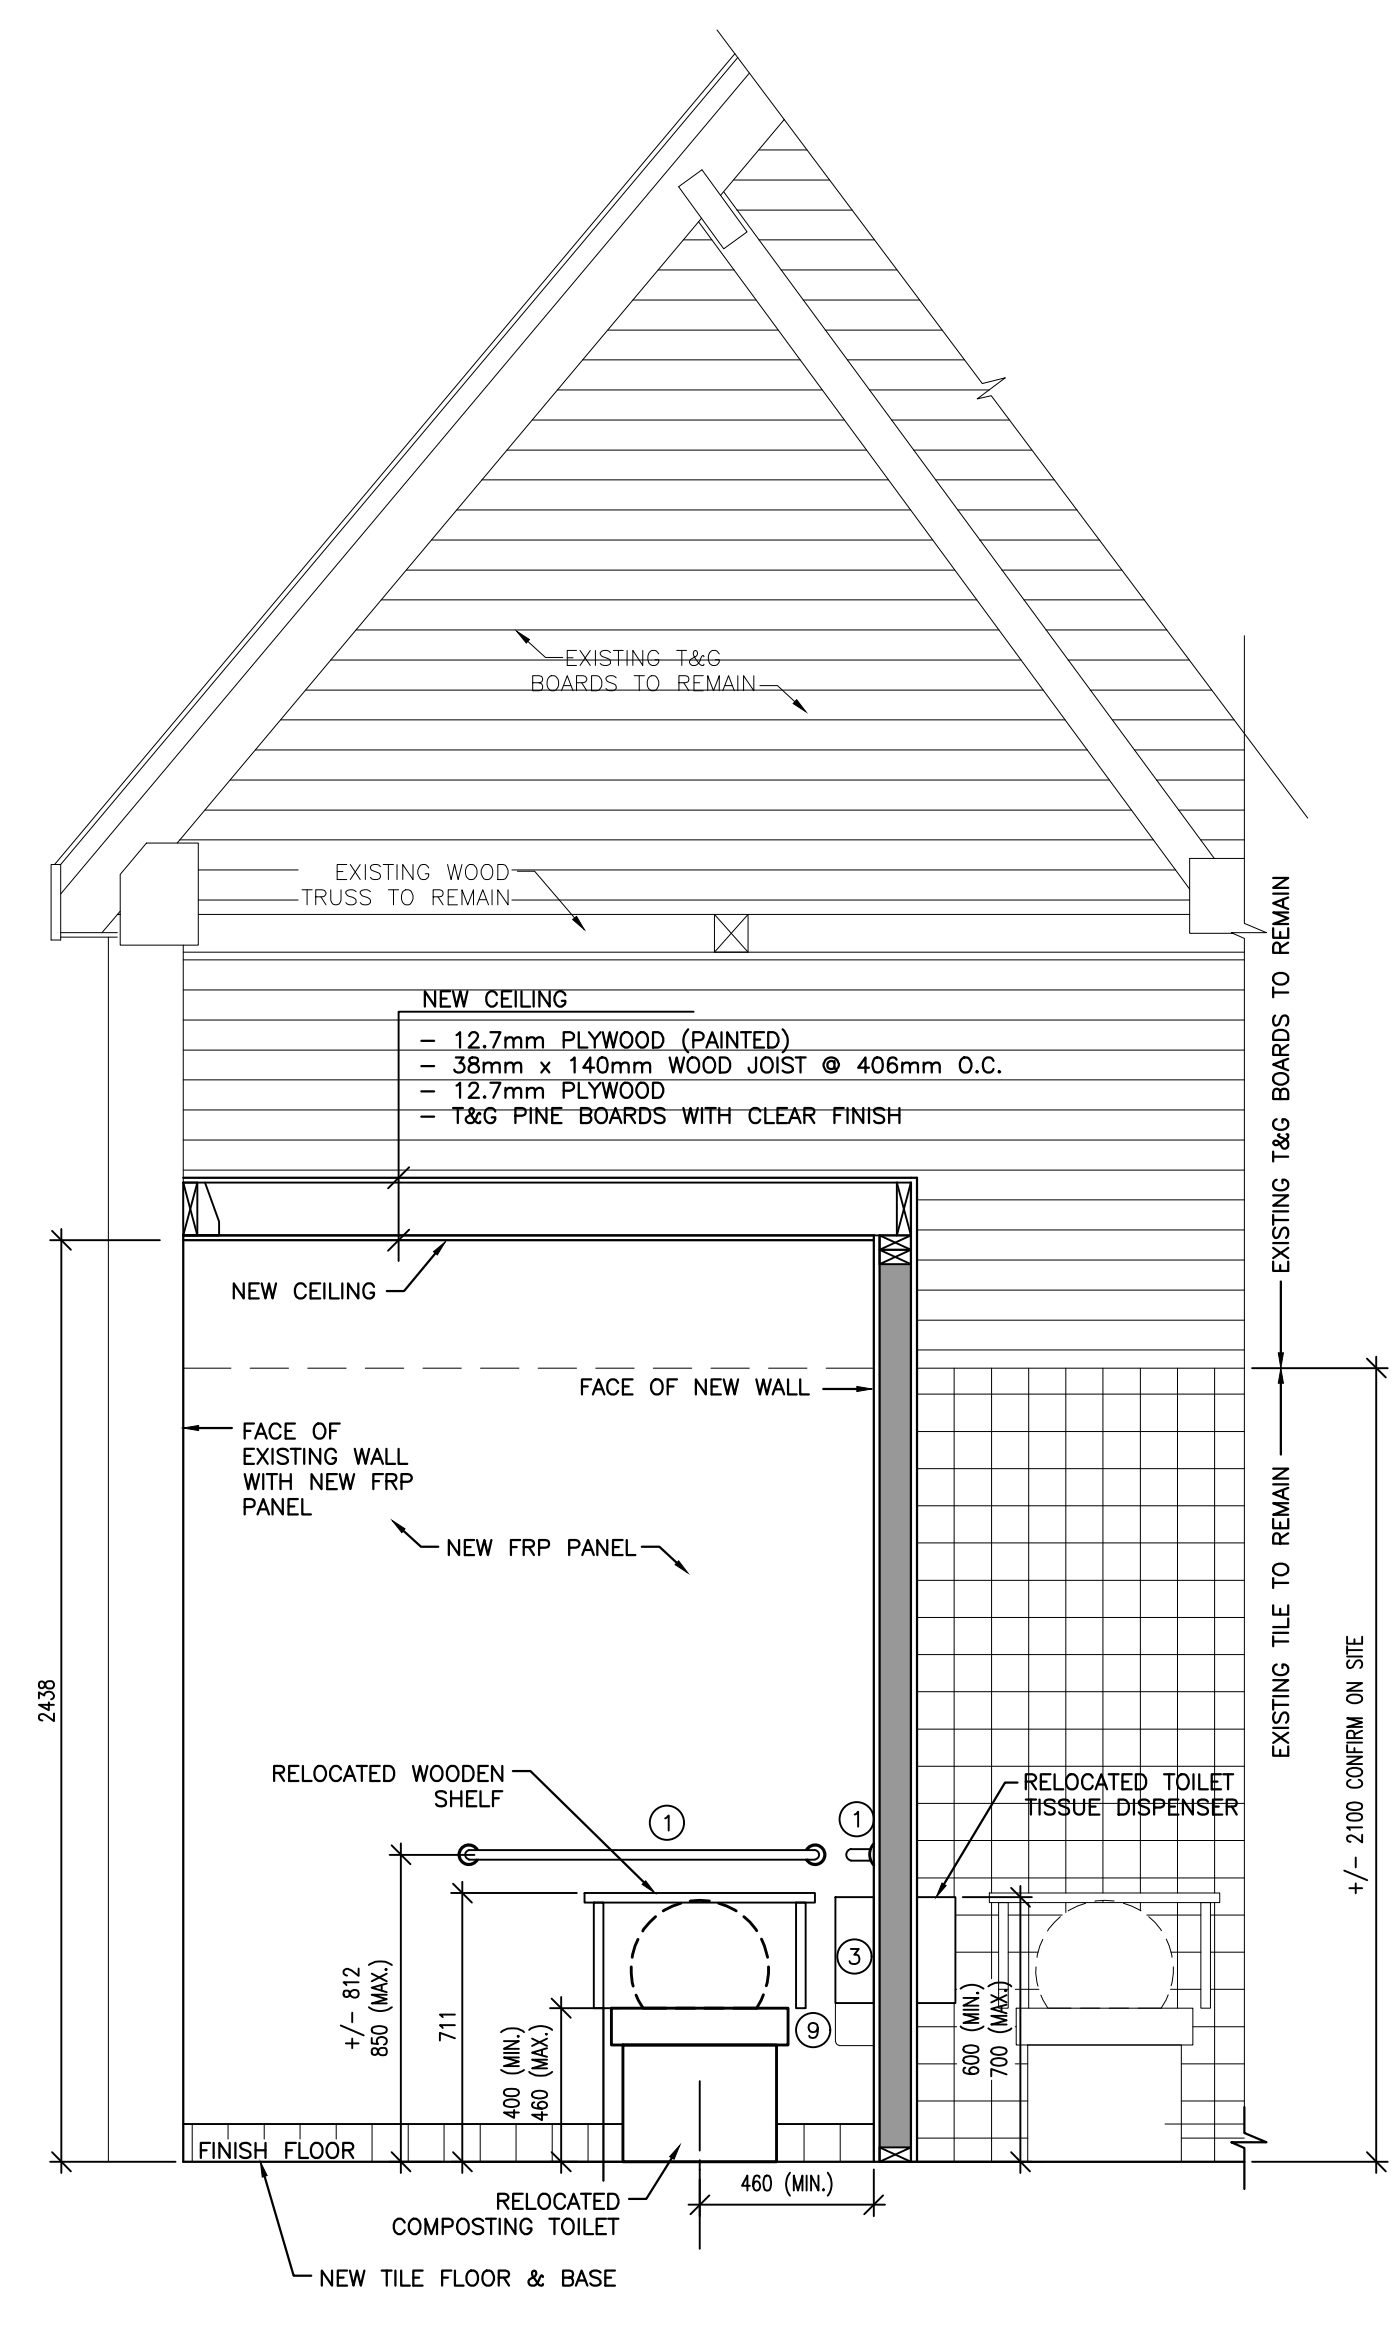 EXISTING T&G
BOARDS TO REMAIN
EXISTING WOOD
TRUSS TO REMAIN
NEW CEILING
- 12.7mm PLYWOOD (PAINTED)
- 38mm x 140mm WOOD JOIST @ 406mm O.C.
- 12.7mm PLYWOOD
- T&G PINE BOARDS WITH CLEAR FINISH
EXISTING T&G BOARDS TO REMAIN
NEW CEILING
FACE OF NEW WALL
FACE OF
EXISTING WALL
WITH NEW FRP
PANEL
NEW FRP PANEL
EXISTING TILE TO REMAIN
+/- 2100 CONFIRM ON SITE
2438
RELOCATED WOODEN
SHELF
RELOCATED TOILET
TISSUE DISPENSER
1
1
3
9
+/- 812
850 (MAX.)
711
400 (MIN.)
460 (MAX.)
600 (MIN.)
700 (MAX.)
FINISH FLOOR
460 (MIN.)
RELOCATED
COMPOSTING TOILET
NEW TILE FLOOR & BASE